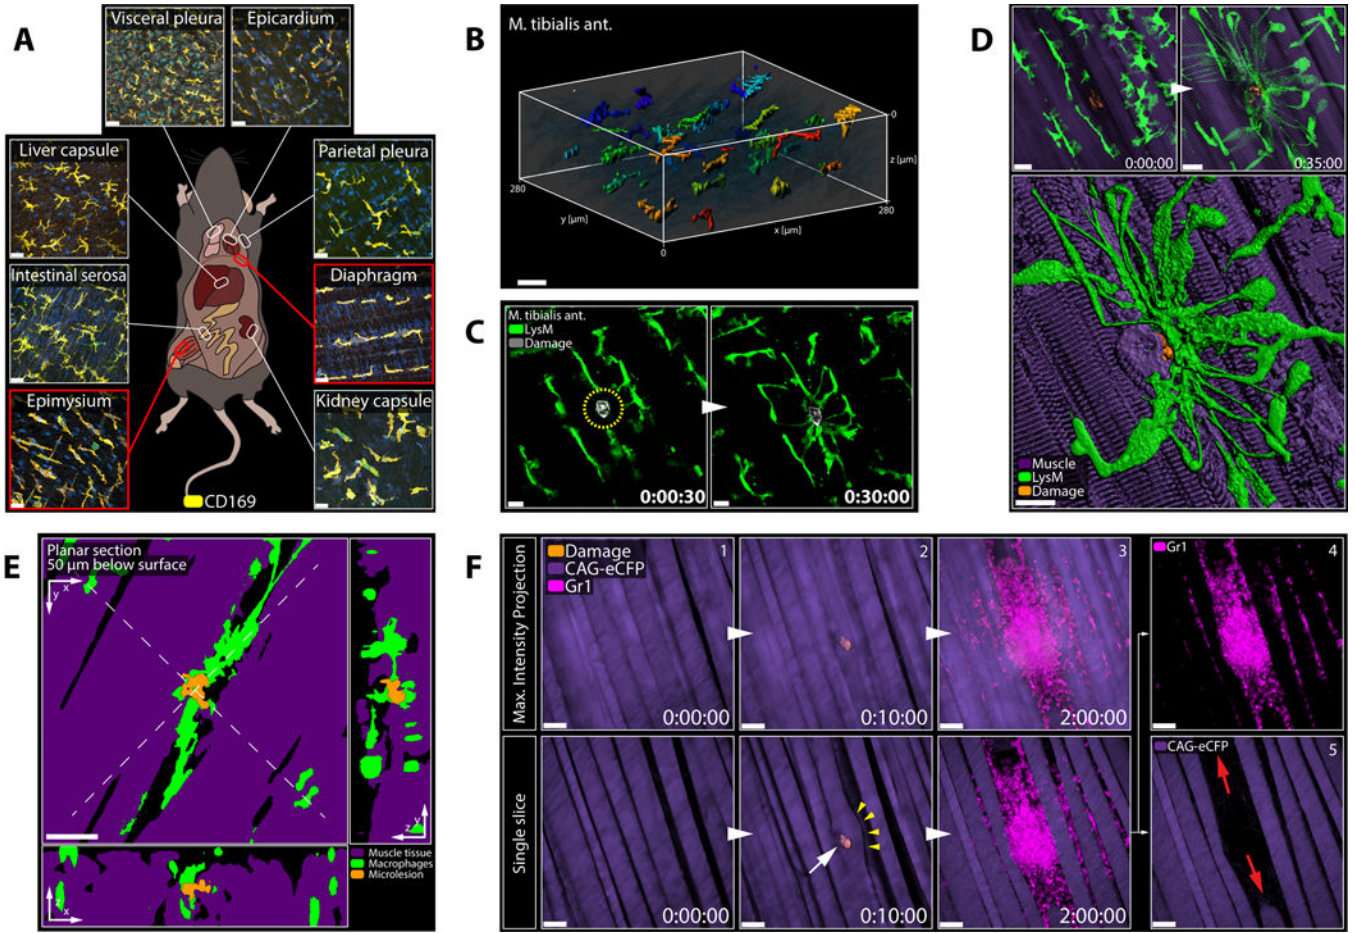 A
Visceral pleura
Epicardium
Liver capsule
Parietal pleura
Intestinal serosa
Diaphragm
Epimysium
Kidney capsule
CD169
B
M. tibialis ant.
280
y [µm]
0
x [µm]
280
z [µm]
0
C
M. tibialis ant.
LysM
Damage
0:00:30
0:30:00
D
0:00:00
0:35:00
Muscle
LysM
Damage
E
Planar section
50 µm below surface
x
y
z
y
z
x
Muscle tissue
Macrophages
Microlesion
F
Max. Intensity Projection
Single slice
Damage
CAG-eCFP
Gr1
1
0:00:00
2
0:10:00
3
2:00:00
Gr1
4
0:00:00
0:10:00
2:00:00
CAG-eCFP
5